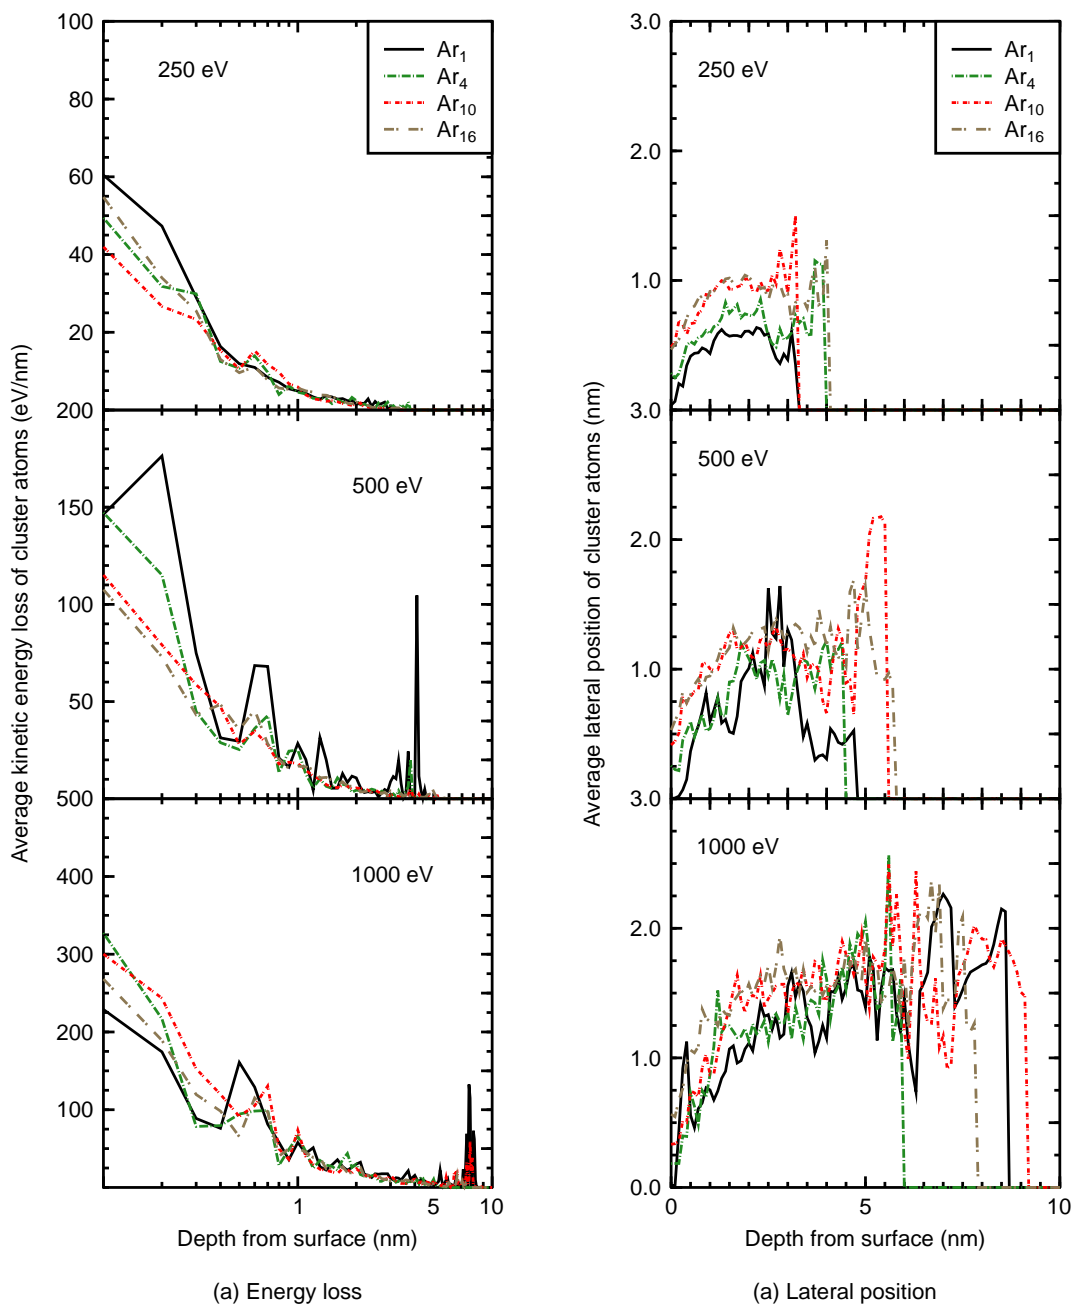 Average kinetic energy loss of cluster atoms (eV/nm)
100
80
60
40
20
250 eV
Ar1
Ar4
Ar10
Ar16
200
150
100
50
500 eV
500
400
300
200
100
1000 eV
1
5
10
Depth from surface (nm)
(a) Energy loss
Average lateral position of cluster atoms (nm)
3.0
2.0
1.0
250 eV
Ar1
Ar4
Ar10
Ar16
3.0
2.0
1.0
500 eV
3.0
2.0
1.0
0.0
1000 eV
0
5
10
Depth from surface (nm)
(a) Lateral position